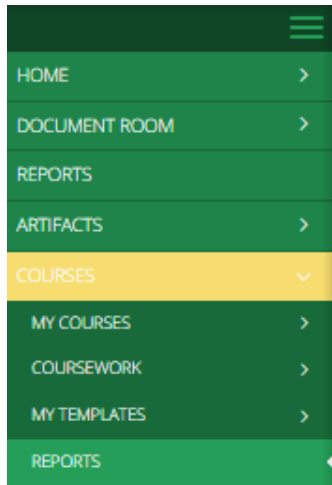 HOME
DOCUMENT ROOM
REPORTS
ARTIFACTS
COURSES
MY COURSES
COURSEWORK
MY TEMPLATES
REPORTS